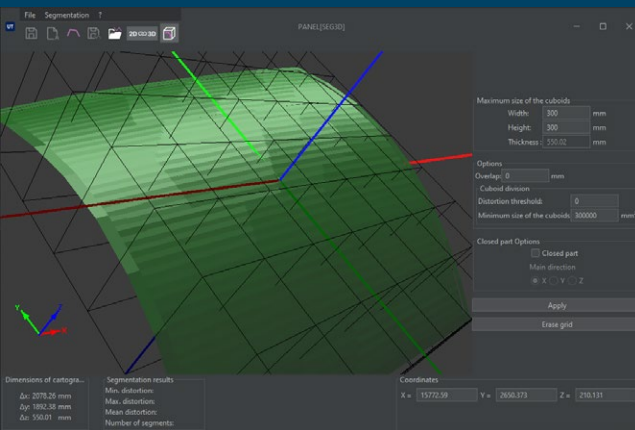 File Segmentation ?
UT
2D 3D
PANEL[SEG3D]
Maximum size of the cuboids
Width: 300 mm
Height: 300 mm
Thickness: 550.02 mm
Options
Overlap: 0 mm
Cuboid division
Distortion threshold: 0
Minimum size of the cuboids 300000 mm
Closed part Options
Closed part
Main direction
X Y Z
Apply
Erase grid
Y Z X
Dimensions of cartogra...
Δx: 2078.26 mm
Δy: 1892.38 mm
Δz: 550.01 mm
Segmentation results
Min. distortion:
Max. distortion:
Mean distortion:
Number of segments:
Coordinates
X = 15772.59 Y = 2650.373 Z = 210.131